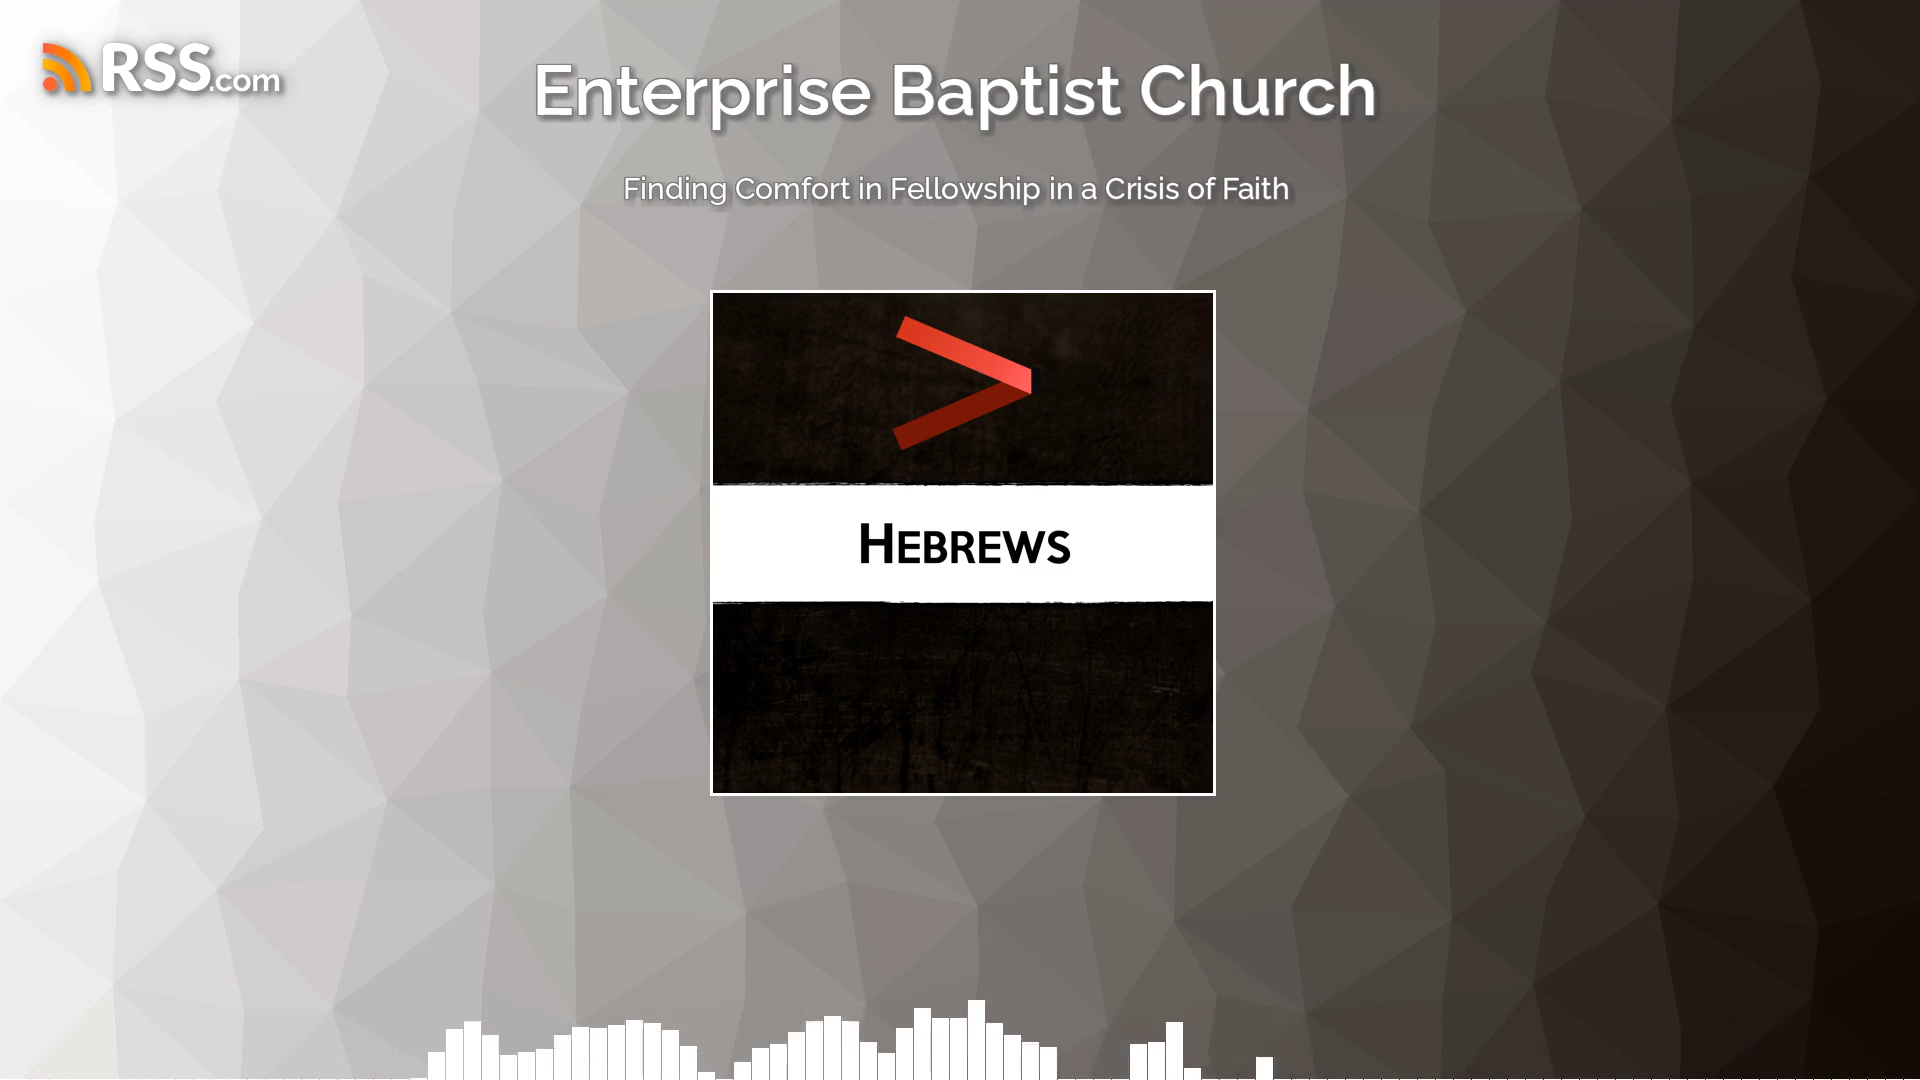 RSS.com
Enterprise Baptist Church
Finding Comfort in Fellowship in a Crisis of Faith
HEBREWS